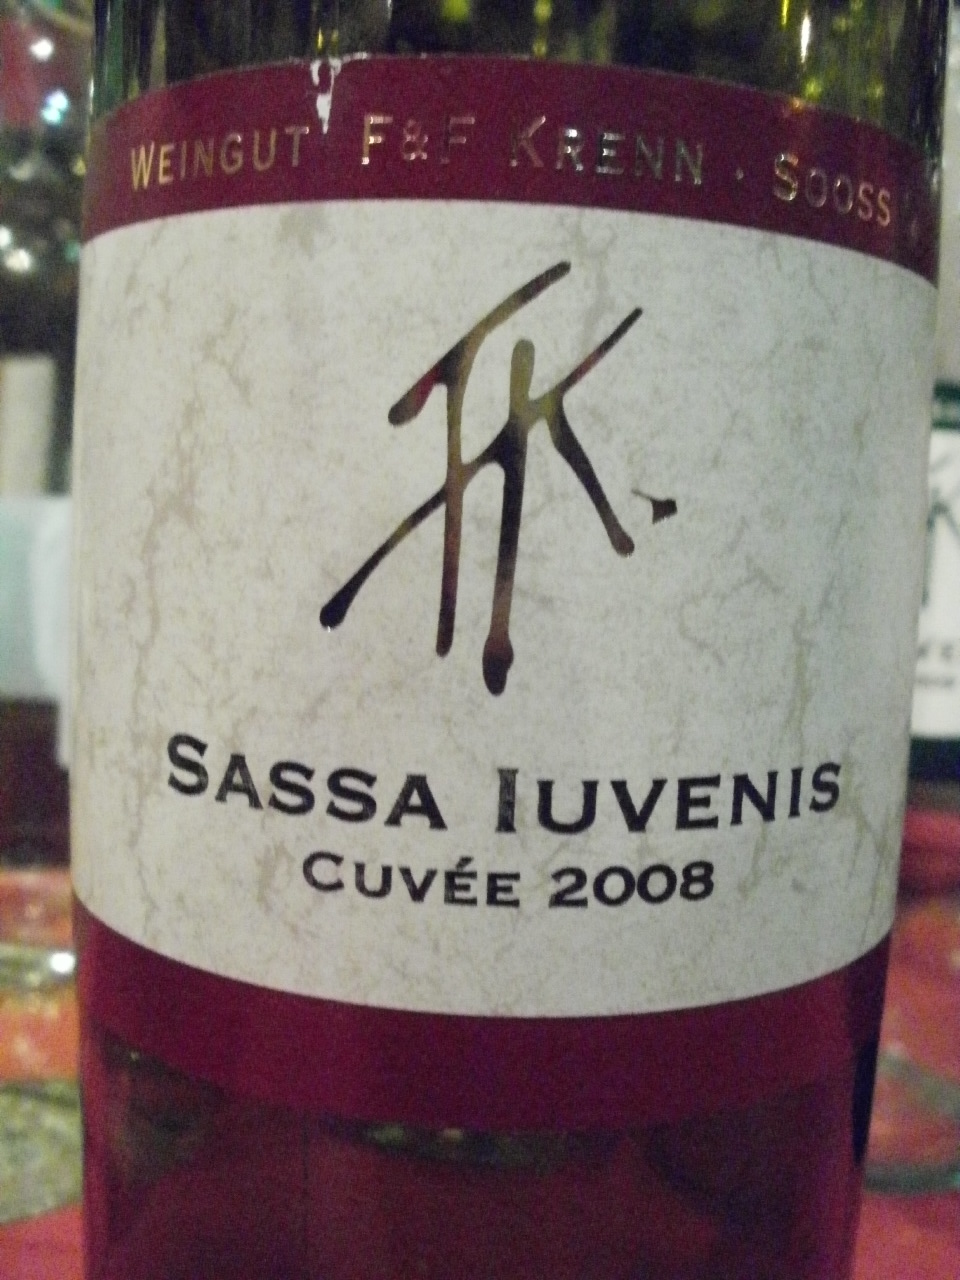 WEINGUT F&F KRENN · SOOSS
FK.
SASSA IUVENIS
CUVÉE 2008